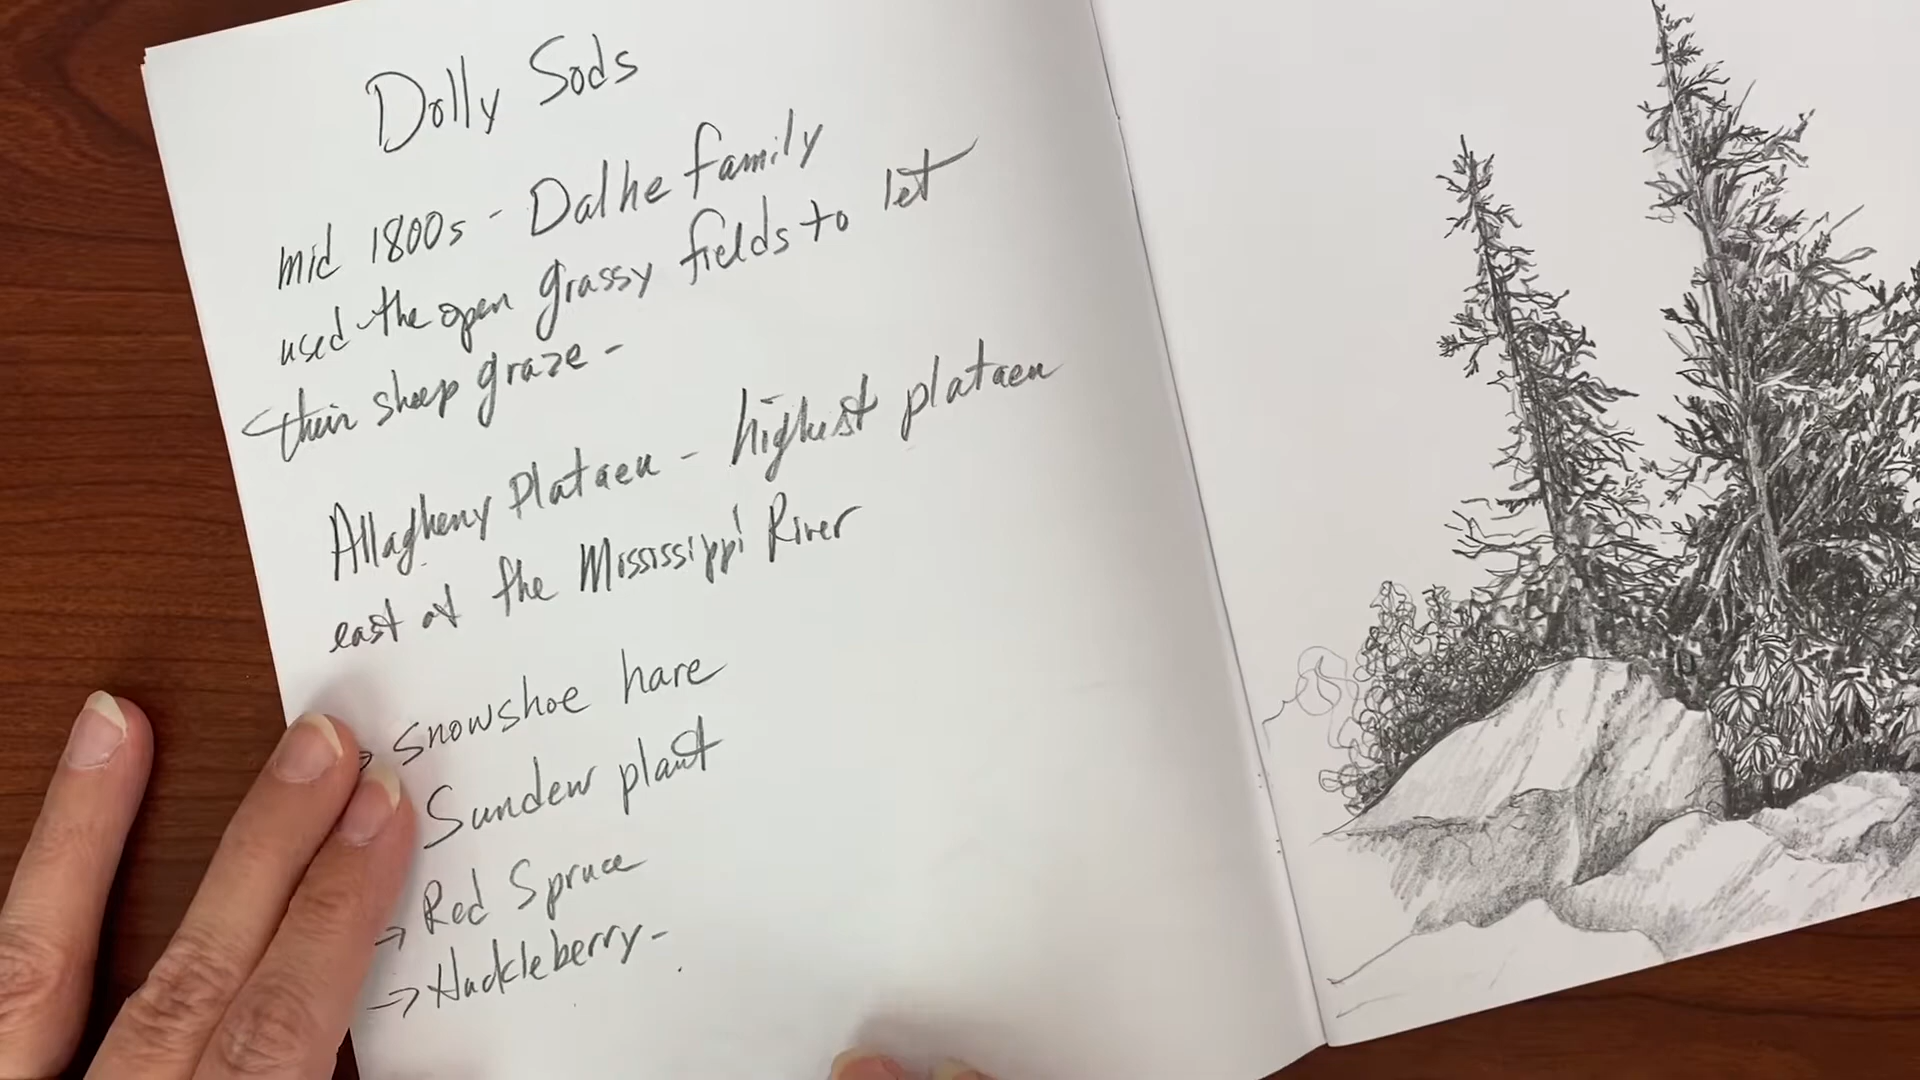 Dolly Sods
mid 1800s - Dalhe family
used the open grassy fields to let
their sheep graze -
Allagheny Plataeu - highest plataeu
east of the Mississippi River
→ snowshoe hare
Sundew plant
→ Red Spruce
→ Huckleberry -